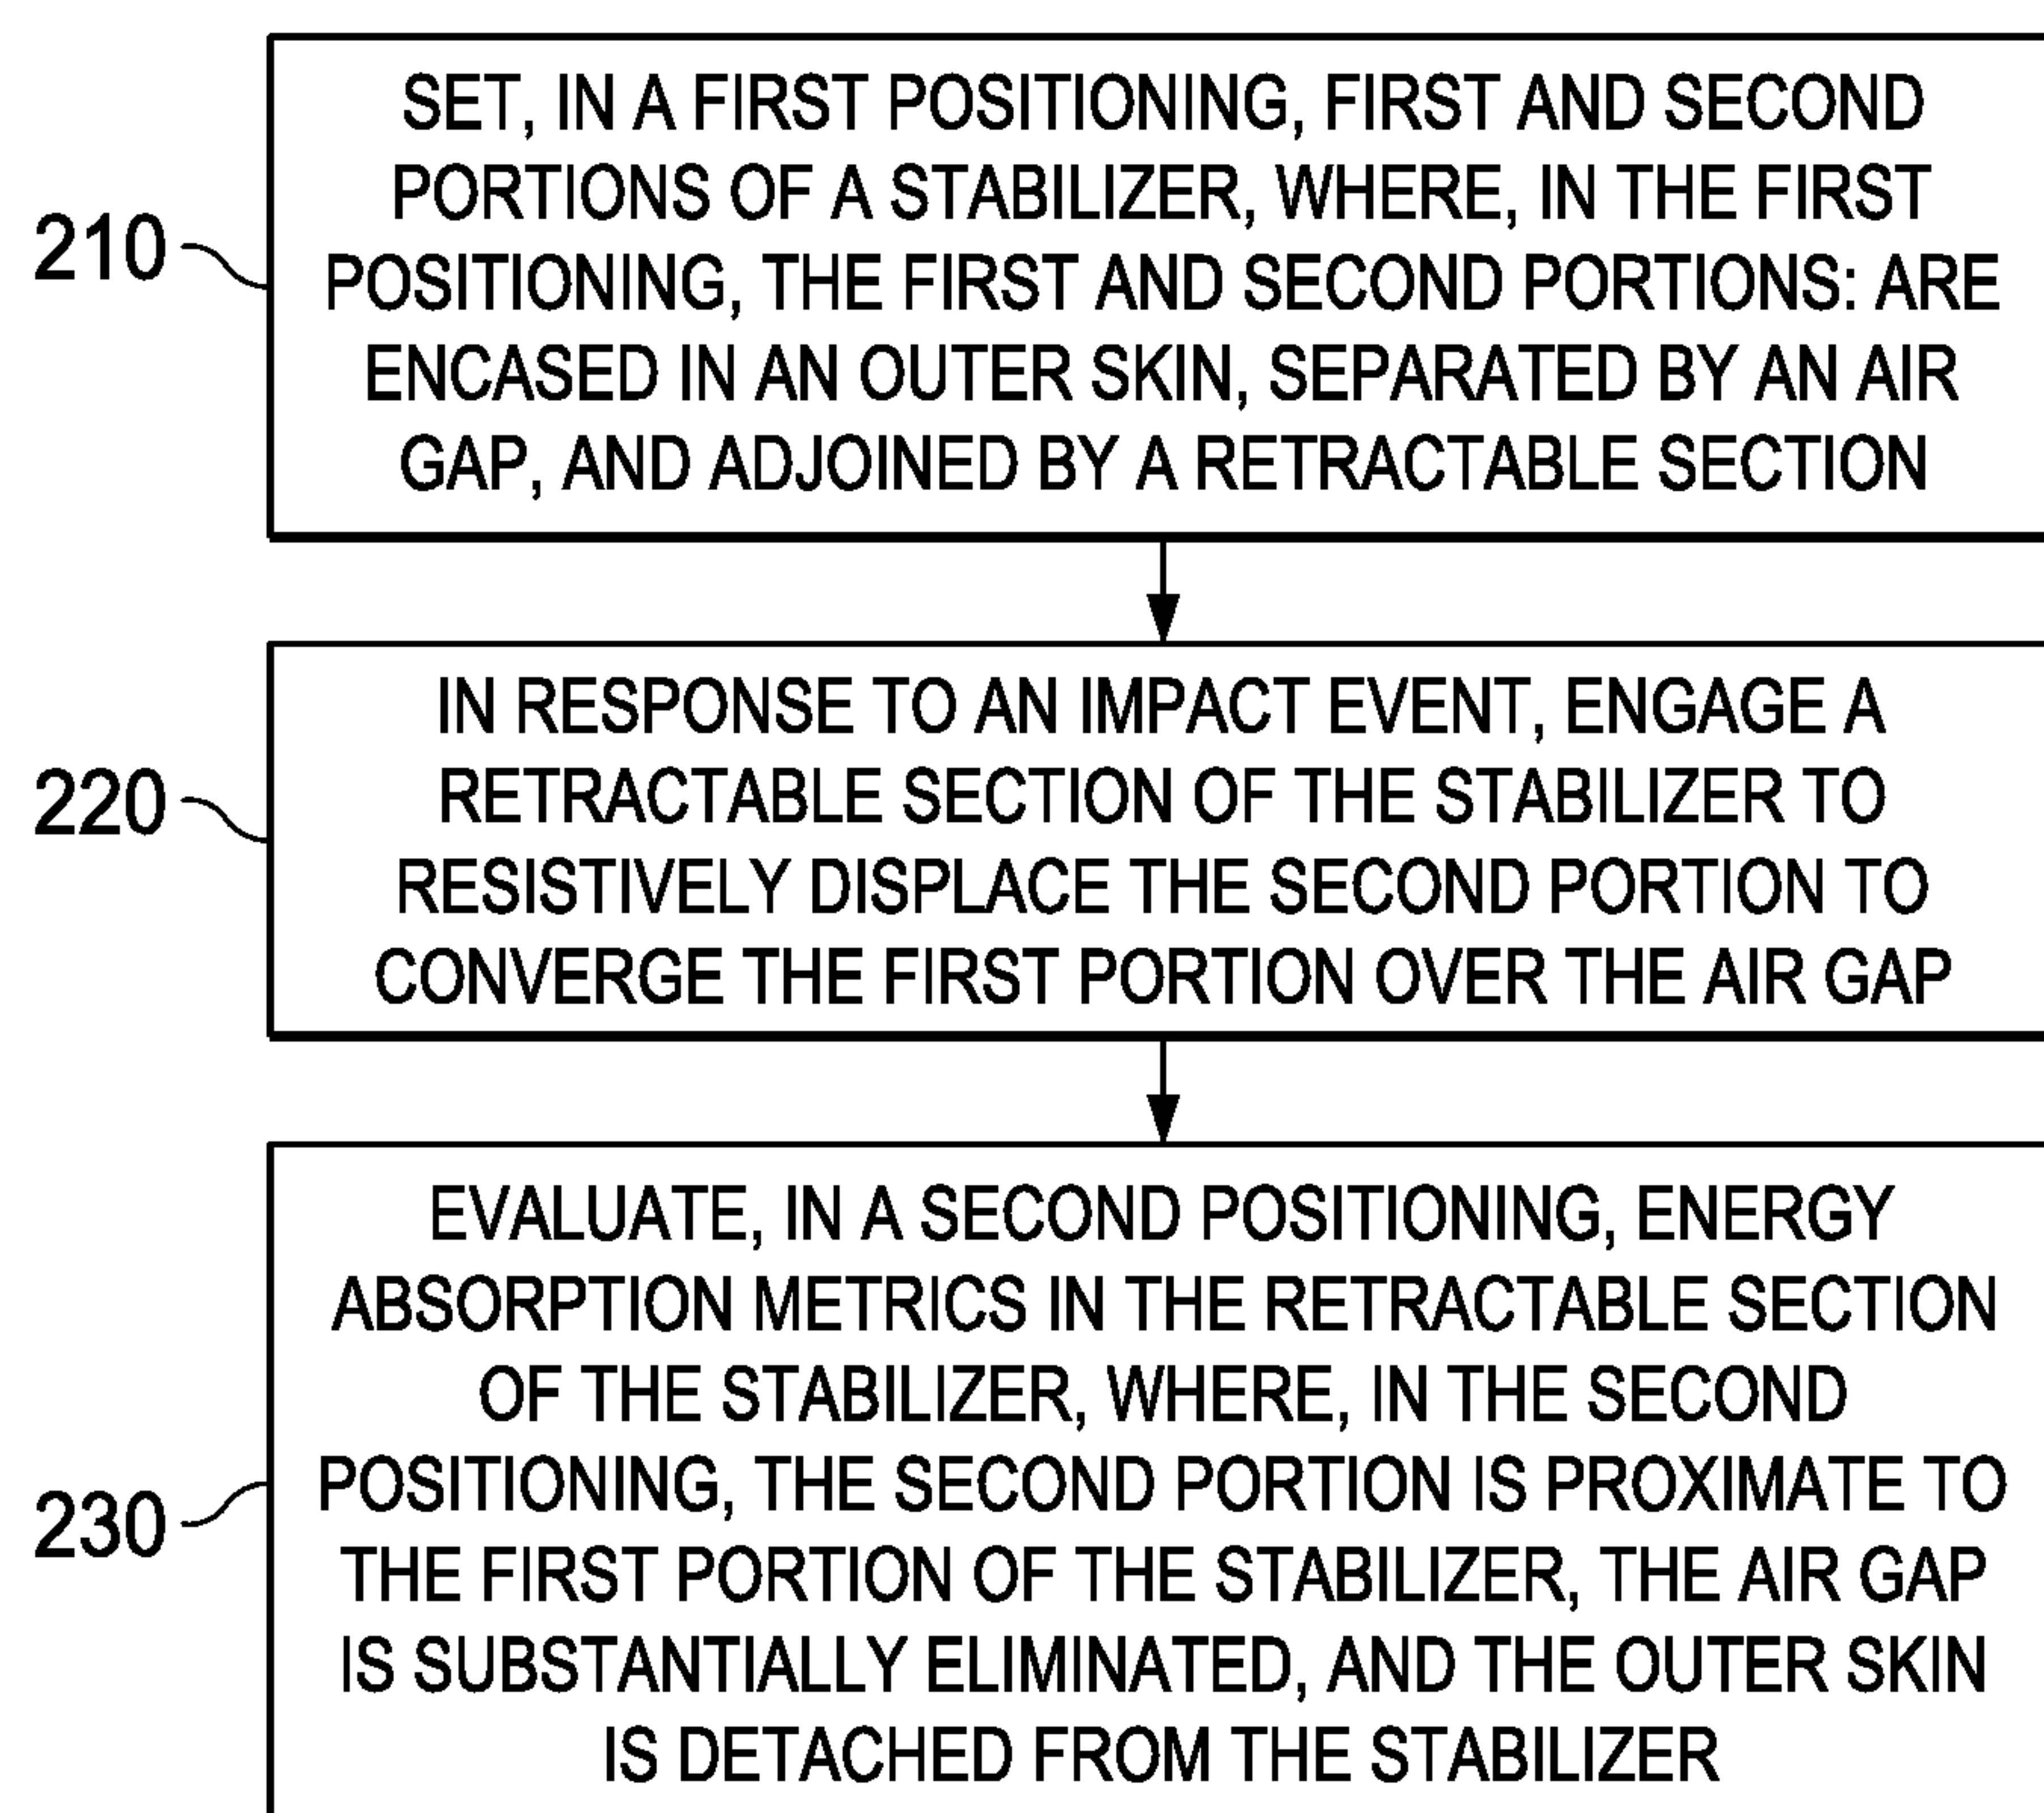 SET, IN A FIRST POSITIONING, FIRST AND SECOND
PORTIONS OF A STABILIZER, WHERE, IN THE FIRST
210
POSITIONING, THE FIRST AND SECOND PORTIONS: ARE
ENCASED IN AN OUTER SKIN, SEPARATED BY AN AIR
GAP, AND ADJOINED BY A RETRACTABLE SECTION
IN RESPONSE TO AN IMPACT EVENT, ENGAGE A
220
RETRACTABLE SECTION OF THE STABILIZER TO
RESISTIVELY DISPLACE THE SECOND PORTION TO
CONVERGE THE FIRST PORTION OVER THE AIR GAP
EVALUATE, IN A SECOND POSITIONING, ENERGY
ABSORPTION METRICS IN THE RETRACTABLE SECTION
OF THE STABILIZER, WHERE, IN THE SECOND
POSITIONING, THE SECOND PORTION IS PROXIMATE TO
230
THE FIRST PORTION OF THE STABILIZER, THE AIR GAP
IS SUBSTANTIALLY ELIMINATED, AND THE OUTER SKIN
IS DETACHED FROM THE STABILIZER